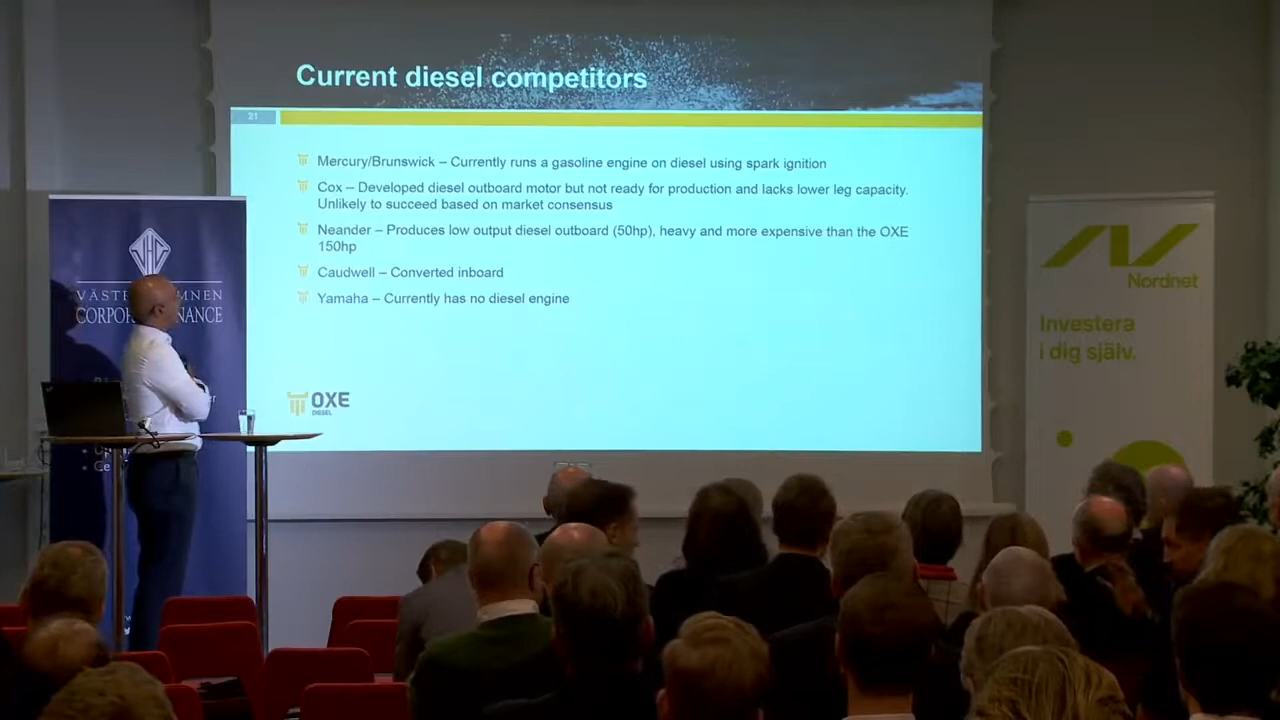 Current diesel competitors
21
Mercury/Brunswick – Currently runs a gasoline engine on diesel using spark ignition
Cox – Developed diesel outboard motor but not ready for production and lacks lower leg capacity.
Unlikely to succeed based on market consensus
Neander – Produces low output diesel outboard (50hp), heavy and more expensive than the OXE
150hp
Caudwell – Converted inboard
Yamaha – Currently has no diesel engine
OXE
DIESEL
VHC
CORPO NANCE
Nordnet
Investera
i dig själv.